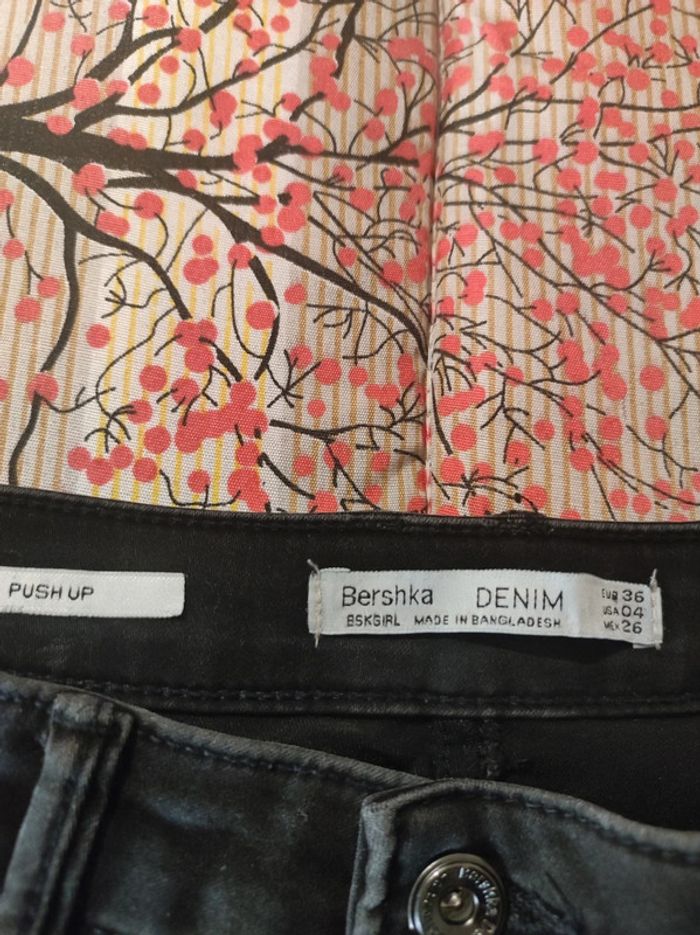 PUSH UP
Bershka DENIM EUR 36
USA 04
BSKGIRL MADE IN BANGLADESH MEX 26